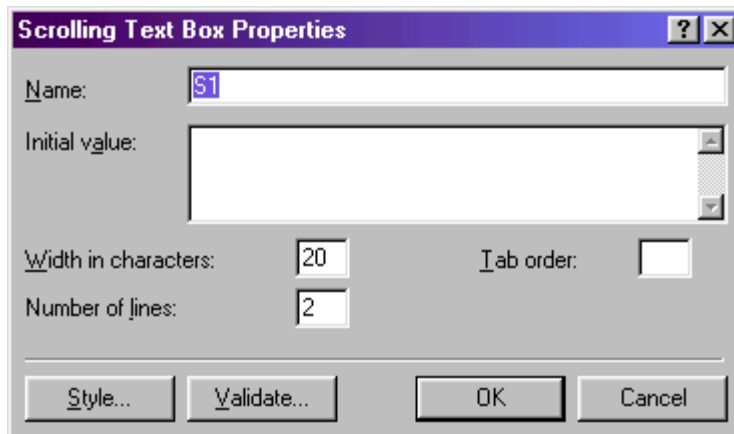 Scrolling Text Box Properties
Name: S1
Initial value:
Width in characters: 20 Tab order:
Number of lines: 2
Style... Validate... OK Cancel